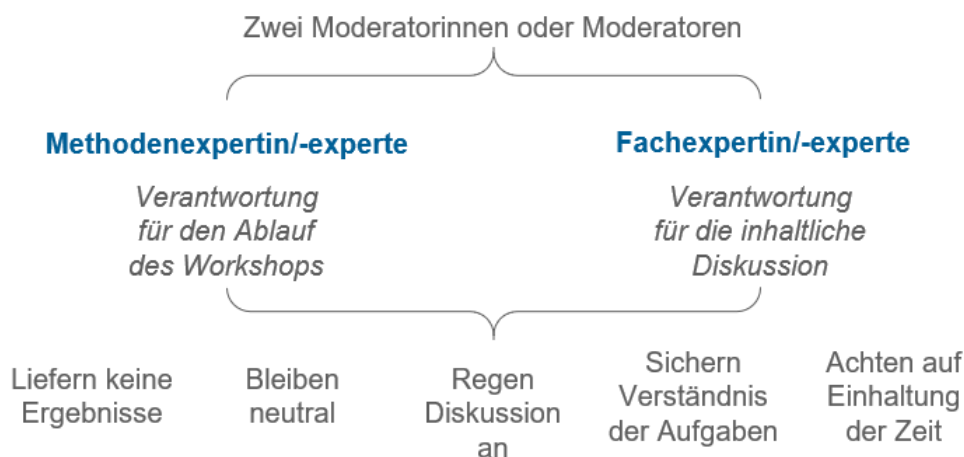 Zwei Moderatorinnen oder Moderatoren
Methodenexpertin/-experte
Verantwortung
für den Ablauf
des Workshops
Fachexpertin/-experte
Verantwortung
für die inhaltliche
Diskussion
Liefern keine
Ergebnisse
Bleiben
neutral
Regen
Diskussion
an
Sichern
Verständnis
der Aufgaben
Achten auf
Einhaltung
der Zeit